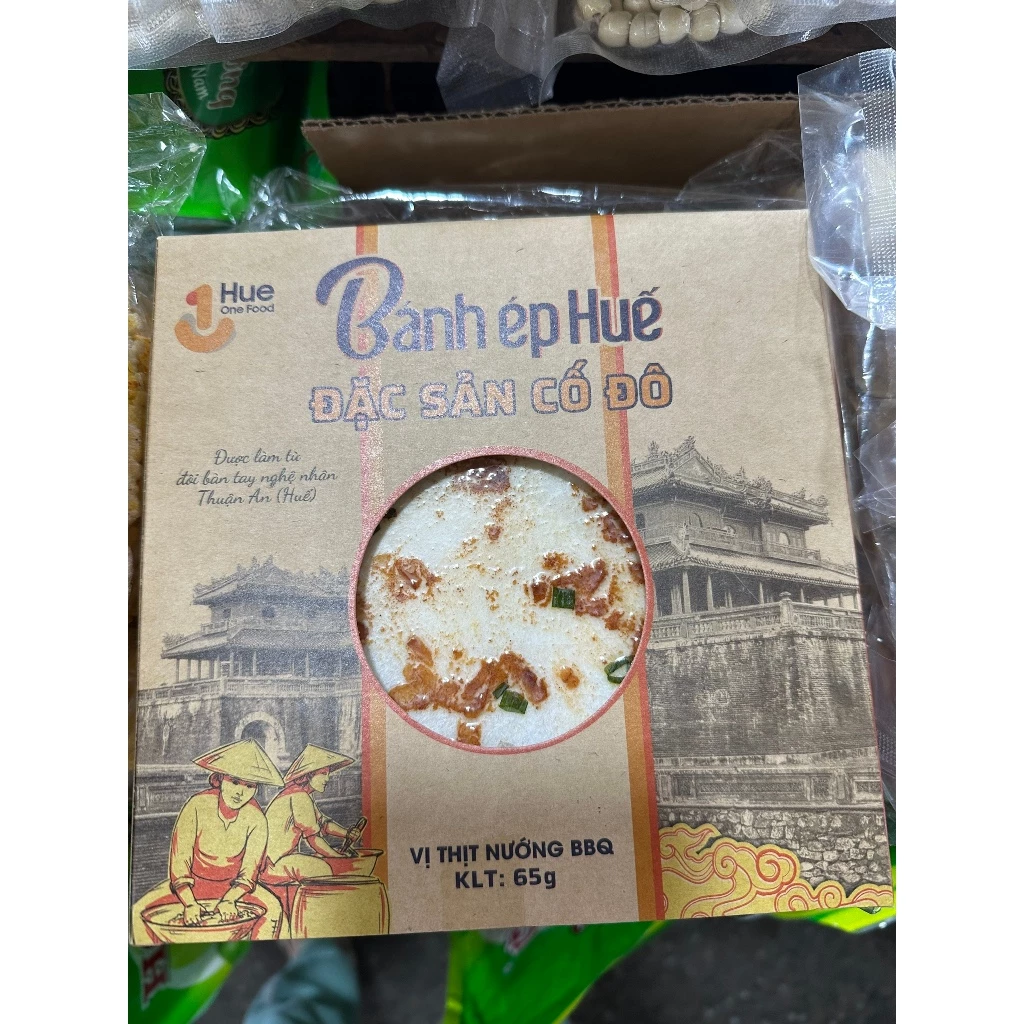 Nam
Hue
One Food
Bánh ép Huế
ĐẶC SẢN CỐ ĐÔ
Được làm từ
đôi bàn tay nghệ nhân
Thuận An (Huế)
VỊ THỊT NƯỚNG BBQ
KLT: 65g